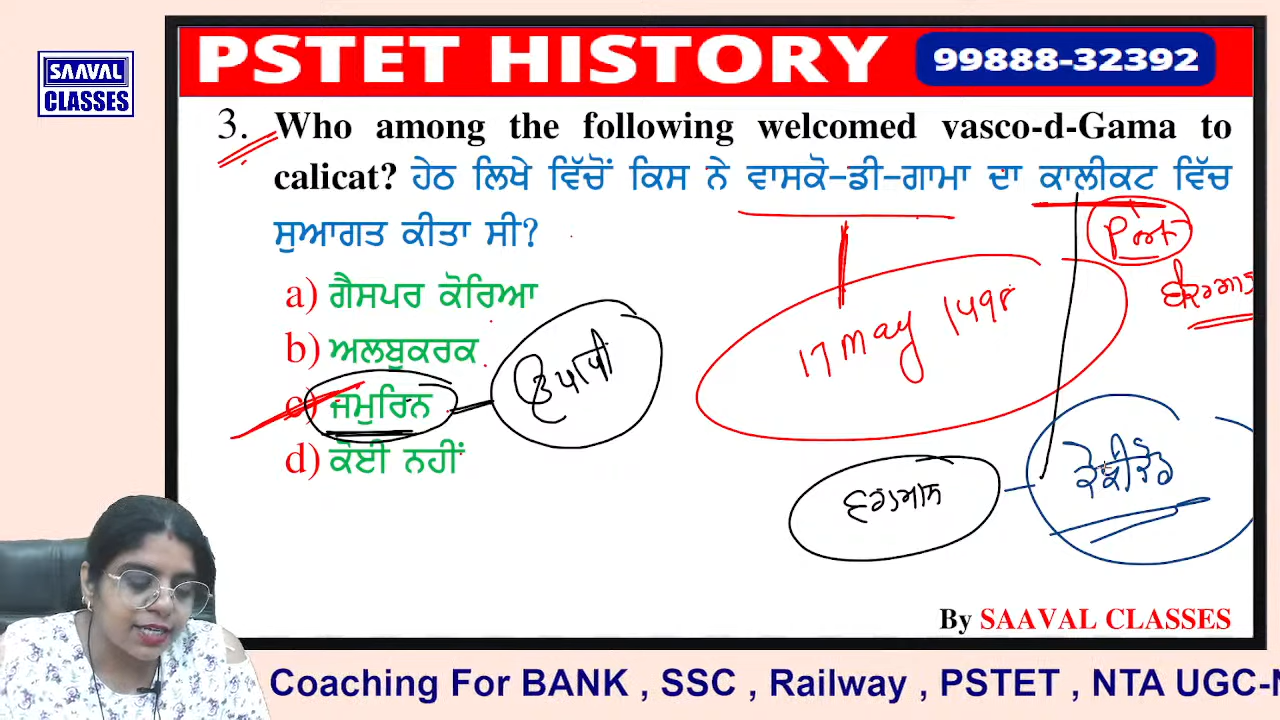 SAAVAL
CLASSES
PSTET HISTORY
99888-32392
3. Who among the following welcomed vasco-d-Gama to
calicat? ਹੇਠ ਲਿਖੇ ਵਿੱਚੋਂ ਕਿਸ ਨੇ ਵਾਸਕੋ-ਡੀ-ਗਾਮਾ ਦਾ ਕਾਲੀਕਟ ਵਿੱਚ
ਸੁਆਗਤ ਕੀਤਾ ਸੀ?
Port
a) ਗੈਸਪਰ ਕੋਰਿਆ
17 May 1498
b) ਅਲਬੁਕਰਕ
c) ਜਮੁਰਿਨ
ਉਪਾਧੀ
d) ਕੋਈ ਨਹੀਂ
By SAAVAL CLASSES
Coaching For BANK , SSC , Railway , PSTET , NTA UGC-N